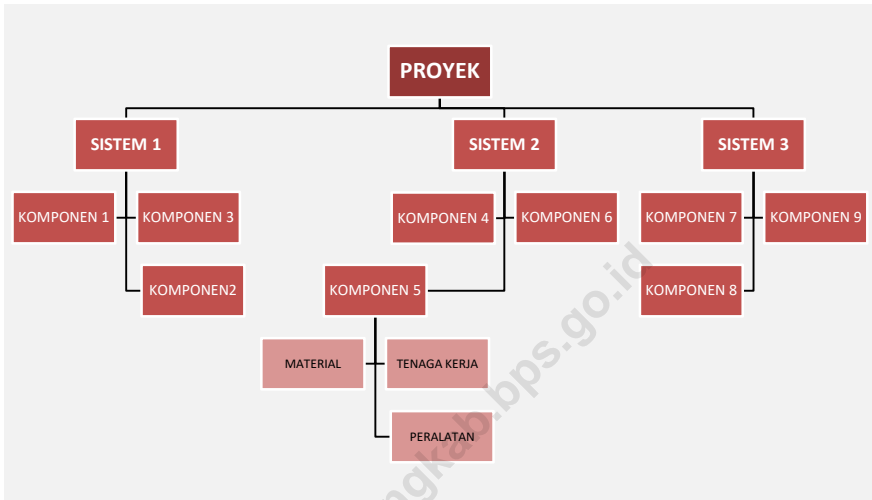 PROYEK
SISTEM 1
SISTEM 2
SISTEM 3
KOMPONEN 1
KOMPONEN 3
KOMPONEN 4
KOMPONEN 6
KOMPONEN 7
KOMPONEN 9
KOMPONEN2
KOMPONEN 5
KOMPONEN 8
MATERIAL
TENAGA KERJA
PERALATAN
ngkab.bps.go.id